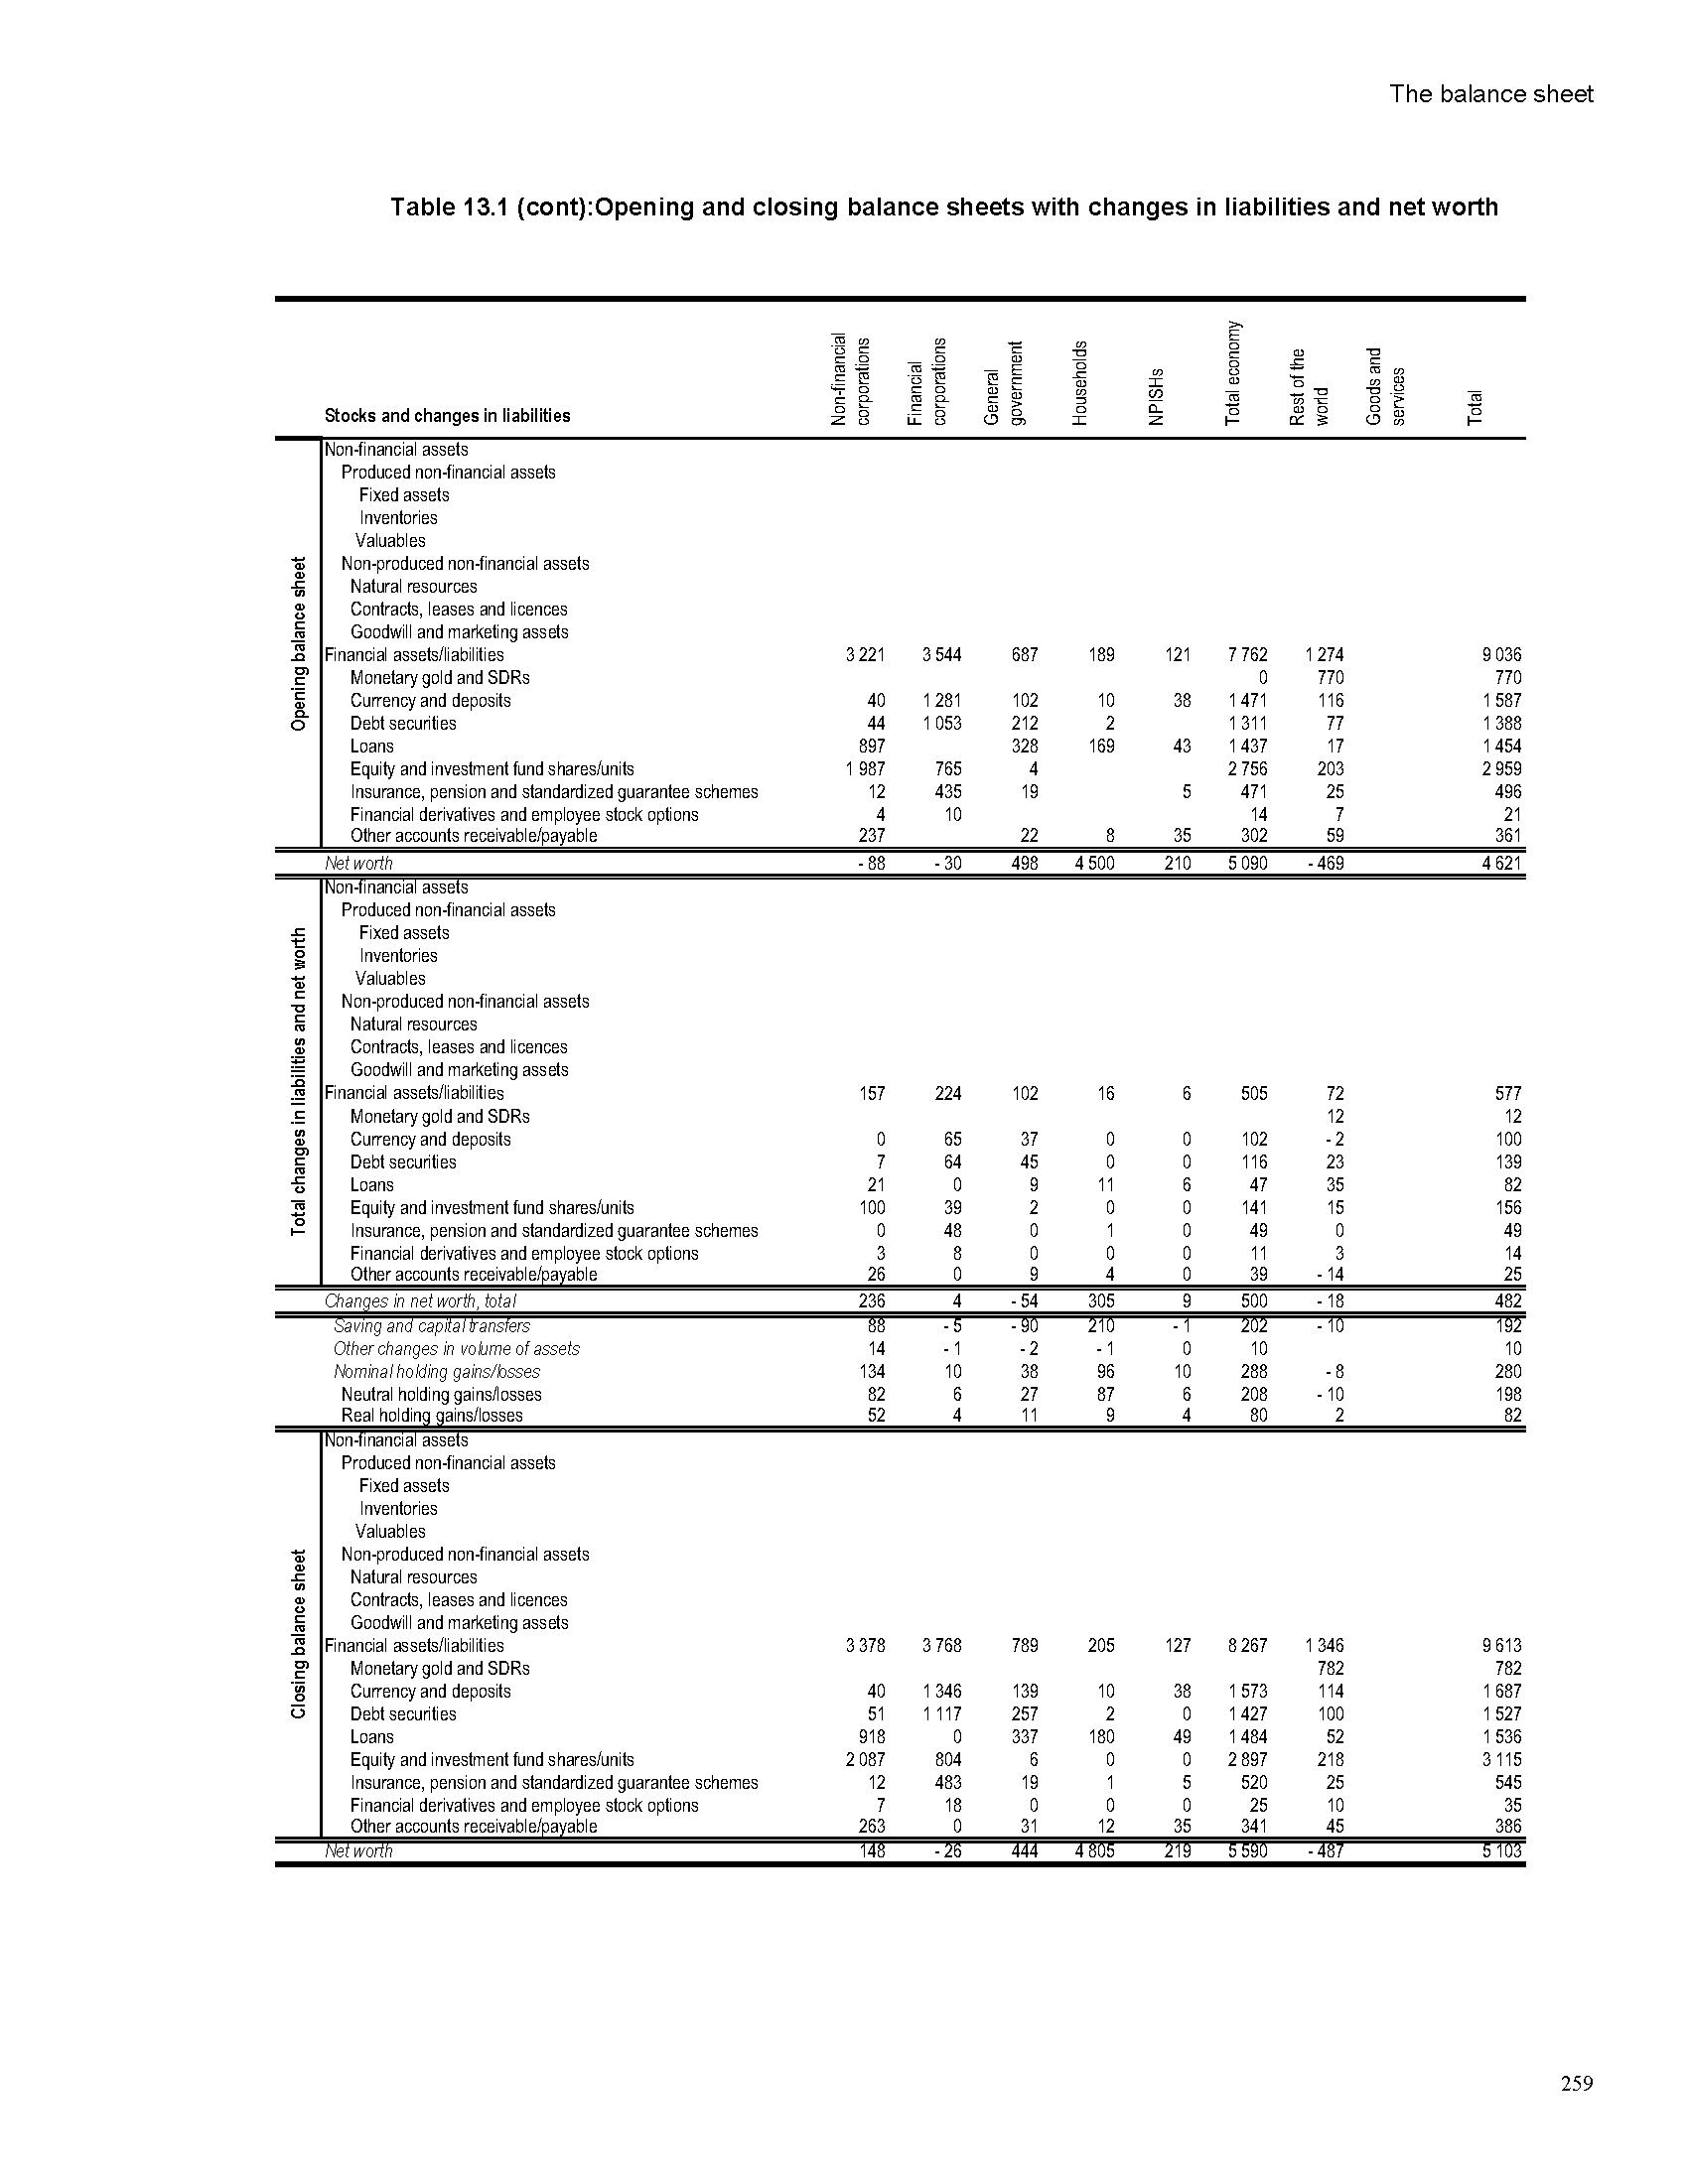 The balance sheet
Table 13.1 (cont):Opening and closing balance sheets with changes in liabilities and net worth
Stocks and changes in liabilities Non-financial corporations Financial corporations General government Households NPISHs Total economy Rest of the world Goods and services Total
Opening balance sheet
Non-financial assets
Produced non-financial assets
Fixed assets
Inventories
Valuables
Non-produced non-financial assets
Natural resources
Contracts, leases and licences
Goodwill and marketing assets
Financial assets/liabilities 3 221 3 544 687 189 121 7 762 1 274 9 036
Monetary gold and SDRs 0 770 770
Currency and deposits 40 1 281 102 10 38 1 471 116 1 587
Debt securities 44 1 053 212 2 1 311 77 1 388
Loans 897 328 169 43 1 437 17 1 454
Equity and investment fund shares/units 1 987 765 4 2 756 203 2 959
Insurance, pension and standardized guarantee schemes 12 435 19 5 471 25 496
Financial derivatives and employee stock options 4 10 14 7 21
Other accounts receivable/payable 237 22 8 35 302 59 361
Net worth - 88 - 30 498 4 500 210 5 090 - 469 4 621
Total changes in liabilities and net worth
Non-financial assets
Produced non-financial assets
Fixed assets
Inventories
Valuables
Non-produced non-financial assets
Natural resources
Contracts, leases and licences
Goodwill and marketing assets
Financial assets/liabilities 157 224 102 16 6 505 72 577
Monetary gold and SDRs 12 12
Currency and deposits 0 65 37 0 0 102 - 2 100
Debt securities 7 64 45 0 0 116 23 139
Loans 21 0 9 11 6 47 35 82
Equity and investment fund shares/units 100 39 2 0 0 141 15 156
Insurance, pension and standardized guarantee schemes 0 48 0 1 0 49 0 49
Financial derivatives and employee stock options 3 8 0 0 0 11 3 14
Other accounts receivable/payable 26 0 9 4 0 39 - 14 25
Changes in net worth, total 236 4 - 54 305 9 500 - 18 482
Saving and capital transfers 88 - 5 - 90 210 - 1 202 - 10 192
Other changes in volume of assets 14 - 1 - 2 - 1 0 10 10
Nominal holding gains/losses 134 10 38 96 10 288 - 8 280
Neutral holding gains/losses 82 6 27 87 6 208 - 10 198
Real holding gains/losses 52 4 11 9 4 80 2 82
Closing balance sheet
Non-financial assets
Produced non-financial assets
Fixed assets
Inventories
Valuables
Non-produced non-financial assets
Natural resources
Contracts, leases and licences
Goodwill and marketing assets
Financial assets/liabilities 3 378 3 768 789 205 127 8 267 1 346 9 613
Monetary gold and SDRs 782 782
Currency and deposits 40 1 346 139 10 38 1 573 114 1 687
Debt securities 51 1 117 257 2 0 1 427 100 1 527
Loans 918 0 337 180 49 1 484 52 1 536
Equity and investment fund shares/units 2 087 804 6 0 0 2 897 218 3 115
Insurance, pension and standardized guarantee schemes 12 483 19 1 5 520 25 545
Financial derivatives and employee stock options 7 18 0 0 0 25 10 35
Other accounts receivable/payable 263 0 31 12 35 341 45 386
Net worth 148 - 26 444 4 805 219 5 590 - 487 5 103
259